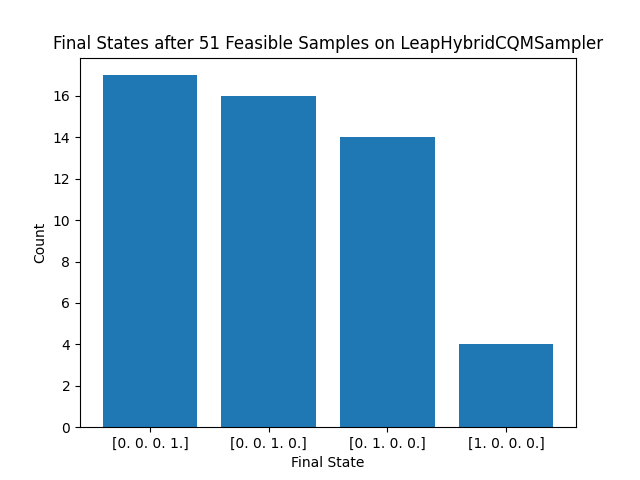 Final States after 51 Feasible Samples on LeapHybridCQMSampler
16
14
12
10
8
6
4
2
0
Count
[0. 0. 0. 1.]
[0. 0. 1. 0.]
[0. 1. 0. 0.]
[1. 0. 0. 0.]
Final State